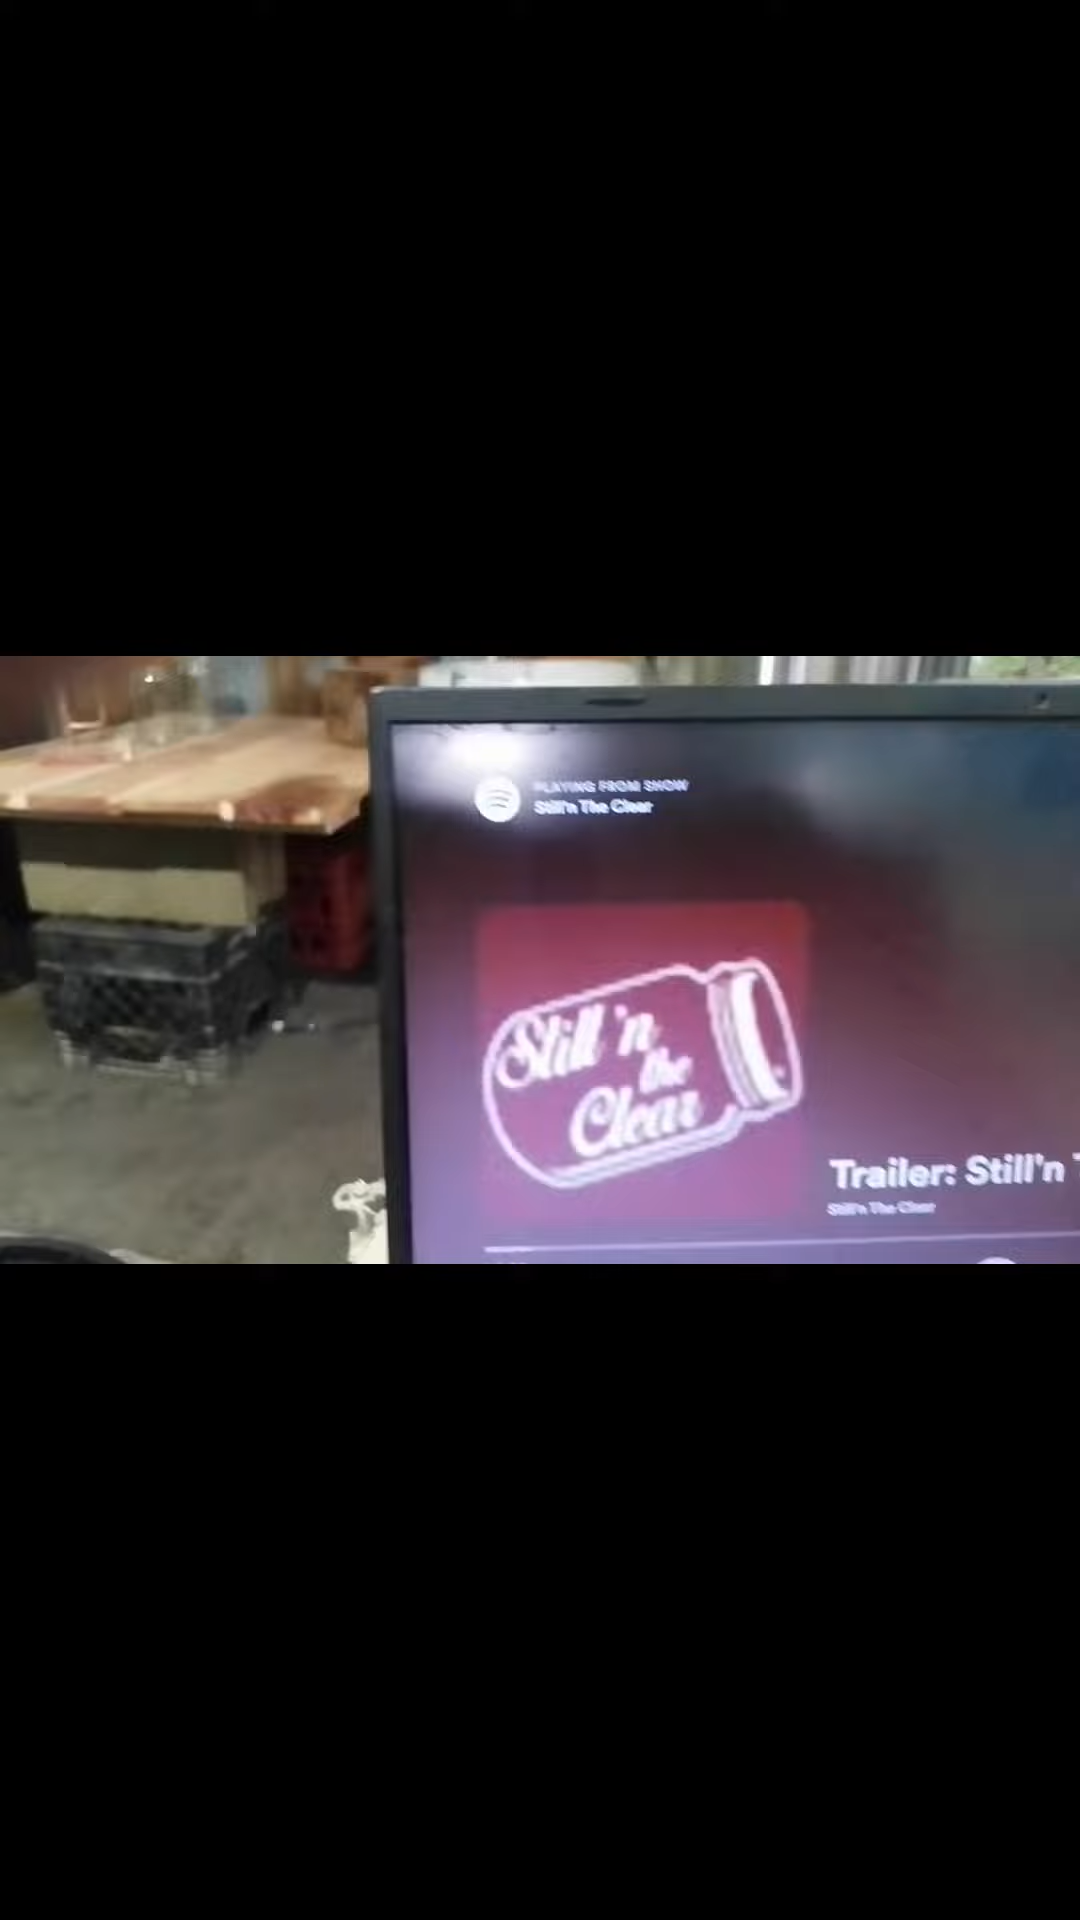 PLAYING FROM SHOW
Still'n The Clear
Still 'n
the
Clear
Trailer: Still'n
Still'n The Clear